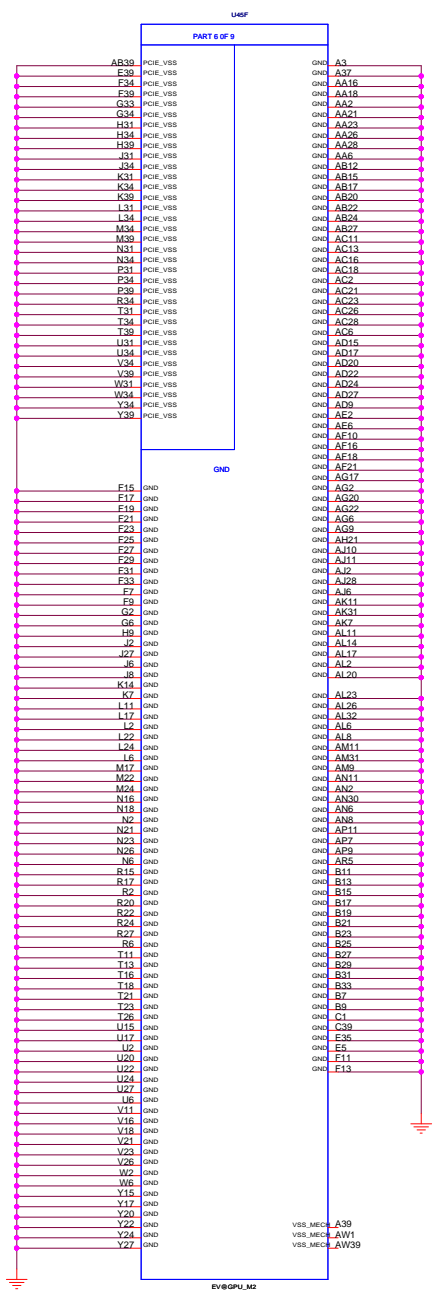 U45F
PART 6 0F 9
AB39 PCIE_VSS
E39 PCIE_VSS
F34 PCIE_VSS
F39 PCIE_VSS
G33 PCIE_VSS
G34 PCIE_VSS
H31 PCIE_VSS
H34 PCIE_VSS
H39 PCIE_VSS
J31 PCIE_VSS
J34 PCIE_VSS
K31 PCIE_VSS
K34 PCIE_VSS
K39 PCIE_VSS
L31 PCIE_VSS
L34 PCIE_VSS
M34 PCIE_VSS
M39 PCIE_VSS
N31 PCIE_VSS
N34 PCIE_VSS
P31 PCIE_VSS
P34 PCIE_VSS
P39 PCIE_VSS
R34 PCIE_VSS
T31 PCIE_VSS
T34 PCIE_VSS
T39 PCIE_VSS
U31 PCIE_VSS
U34 PCIE_VSS
V34 PCIE_VSS
V39 PCIE_VSS
W31 PCIE_VSS
W34 PCIE_VSS
Y34 PCIE_VSS
Y39 PCIE_VSS
GND
F15 GND
F17 GND
F19 GND
F21 GND
F23 GND
F25 GND
F27 GND
F29 GND
F31 GND
F33 GND
F7 GND
F9 GND
G2 GND
G6 GND
H9 GND
J2 GND
J27 GND
J6 GND
J8 GND
K14 GND
K7 GND
L11 GND
L17 GND
L2 GND
L22 GND
L24 GND
L6 GND
M17 GND
M22 GND
M24 GND
N16 GND
N18 GND
N2 GND
N21 GND
N23 GND
N26 GND
N6 GND
R15 GND
R17 GND
R2 GND
R20 GND
R22 GND
R24 GND
R27 GND
R6 GND
T11 GND
T13 GND
T16 GND
T18 GND
T21 GND
T23 GND
T26 GND
U15 GND
U17 GND
U2 GND
U20 GND
U22 GND
U24 GND
U27 GND
U6 GND
V11 GND
V16 GND
V18 GND
V21 GND
V23 GND
V26 GND
W2 GND
W6 GND
Y15 GND
Y17 GND
Y20 GND
Y22 GND
Y24 GND
Y27 GND
GND A3
GND A37
GND AA16
GND AA18
GND AA2
GND AA21
GND AA23
GND AA26
GND AA28
GND AA6
GND AB12
GND AB15
GND AB17
GND AB20
GND AB22
GND AB24
GND AB27
GND AC11
GND AC13
GND AC16
GND AC18
GND AC2
GND AC21
GND AC23
GND AC26
GND AC28
GND AC6
GND AD15
GND AD17
GND AD20
GND AD22
GND AD24
GND AD27
GND AD9
GND AE2
GND AE6
GND AF10
GND AF16
GND AF18
GND AF21
GND AG17
GND AG2
GND AG20
GND AG22
GND AG6
GND AG9
GND AH21
GND AJ10
GND AJ11
GND AJ2
GND AJ28
GND AJ6
GND AK11
GND AK31
GND AK7
GND AL11
GND AL14
GND AL17
GND AL2
GND AL20
GND AL23
GND AL26
GND AL32
GND AL6
GND AL8
GND AM11
GND AM31
GND AM9
GND AN11
GND AN2
GND AN30
GND AN6
GND AN8
GND AP11
GND AP7
GND AP9
GND AR5
GND B11
GND B13
GND B15
GND B17
GND B19
GND B21
GND B23
GND B25
GND B27
GND B29
GND B31
GND B33
GND B7
GND B9
GND C1
GND C39
GND E35
GND E5
GND F11
GND F13
VSS_MECH A39
VSS_MECH AW1
VSS_MECH AW39
EV@GPU_M2